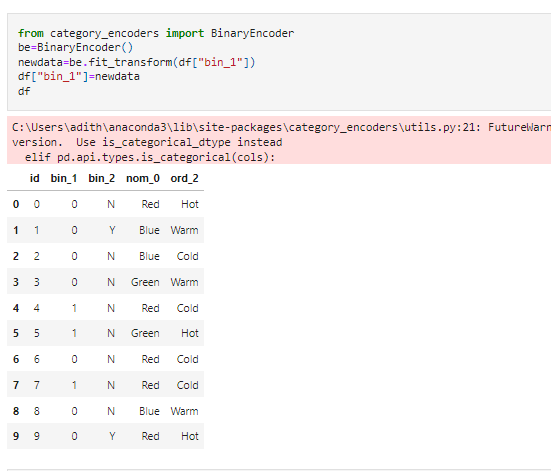 from category_encoders import BinaryEncoder
be=BinaryEncoder()
newdata=be.fit_transform(df["bin_1"])
df["bin_1"]=newdata
df
C:\Users\adith\anaconda3\lib\site-packages\category_encoders\utils.py:21: FutureWarn
version.  Use is_categorical_dtype instead
  elif pd.api.types.is_categorical(cols):
id bin_1 bin_2 nom_0 ord_2
0 0 0 N Red Hot
1 1 0 Y Blue Warm
2 2 0 N Blue Cold
3 3 0 N Green Warm
4 4 1 N Red Cold
5 5 1 N Green Hot
6 6 0 N Red Cold
7 7 1 N Red Cold
8 8 0 N Blue Warm
9 9 0 Y Red Hot